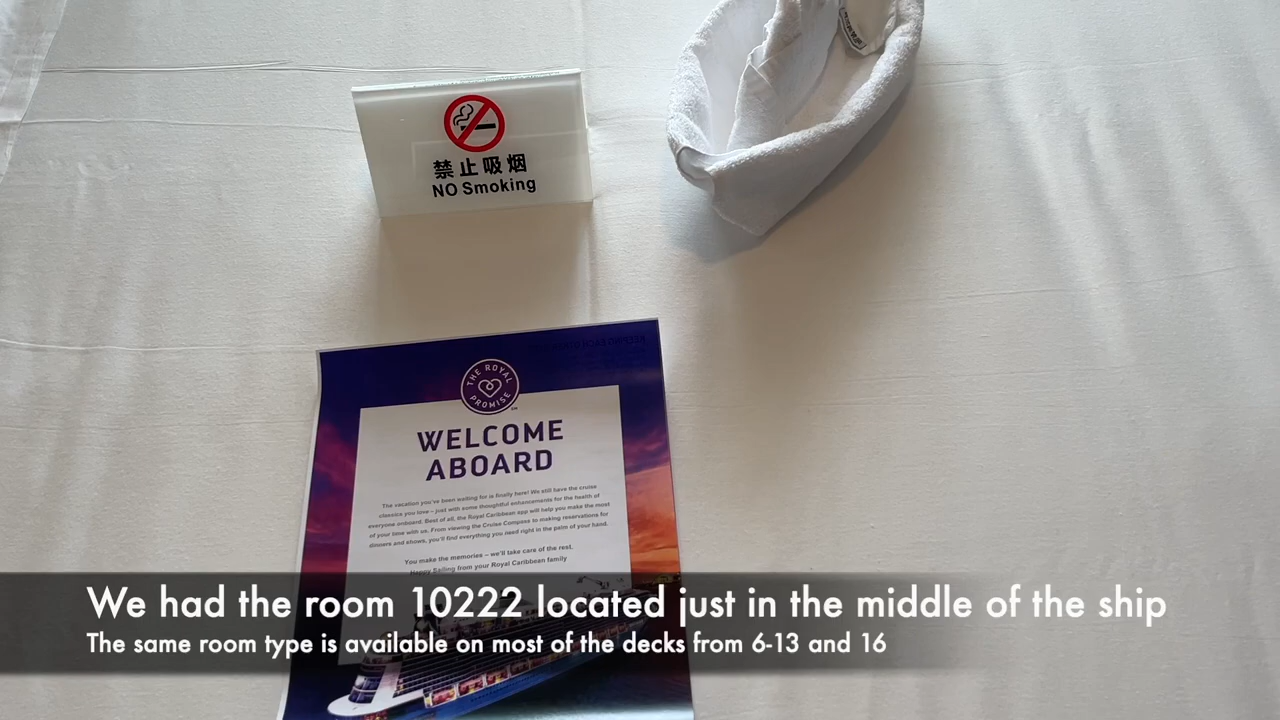 禁止吸烟
NO Smoking
THE ROYAL
PROMISE
WELCOME
ABOARD
The vacation you've been waiting for is finally here! We still have the cruise
classics you love – just with some thoughtful enhancements for the health of
everyone onboard. Best of all, the Royal Caribbean app will help you make the most
of your time with us. From viewing the Cruise Compass to making reservations for
dinners and shows, you'll find everything you need right in the palm of your hand.
You make the memories – we'll take care of the rest.
Happy Sailing from your Royal Caribbean family
We had the room 10222 located just in the middle of the ship
The same room type is available on most of the decks from 6-13 and 16